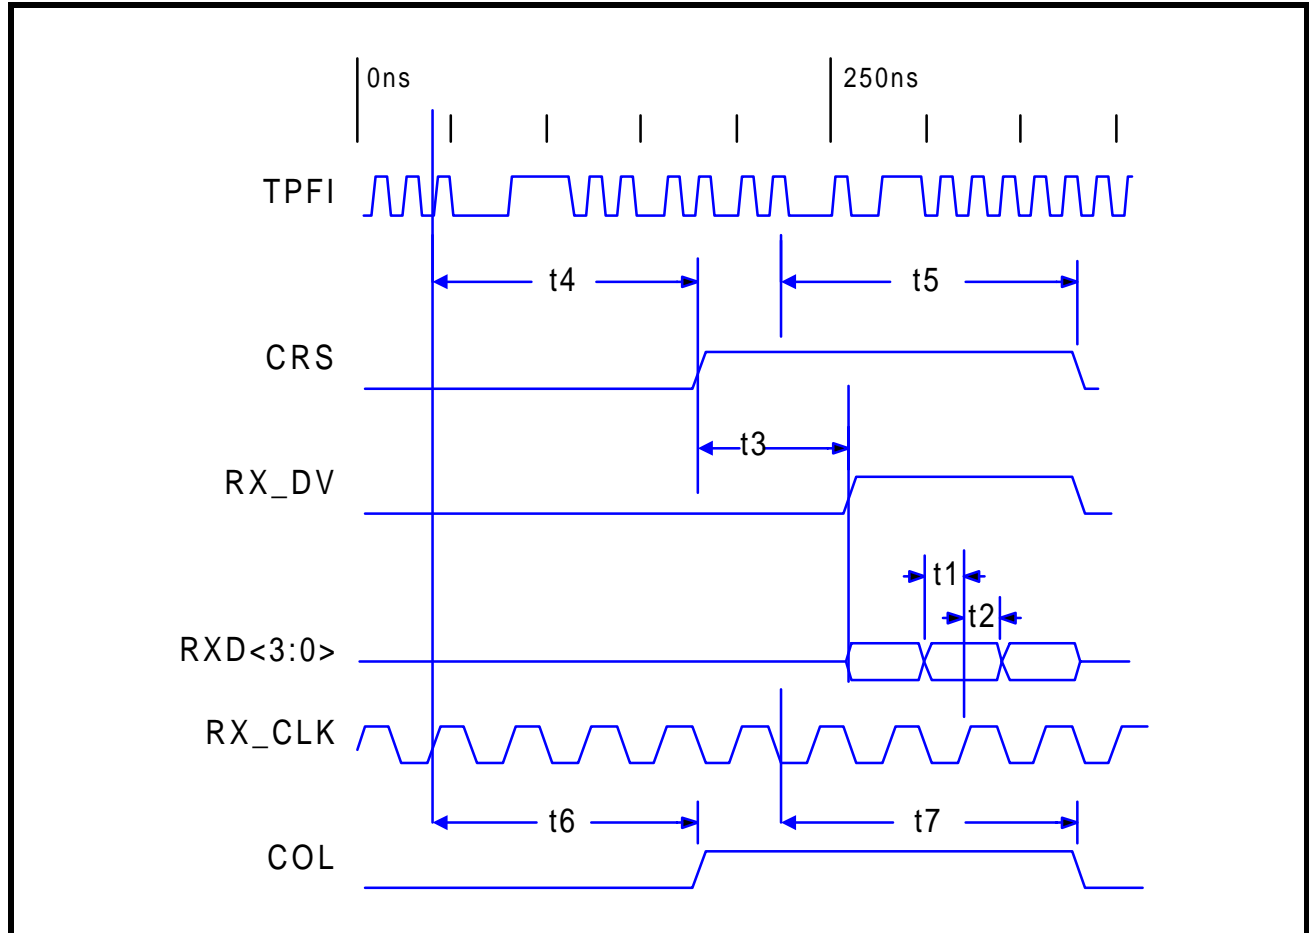 0ns 250ns
TPFI
t4 t5
CRS
t3
RX_DV
t1
t2
RXD<3:0>
RX_CLK
t6 t7
COL